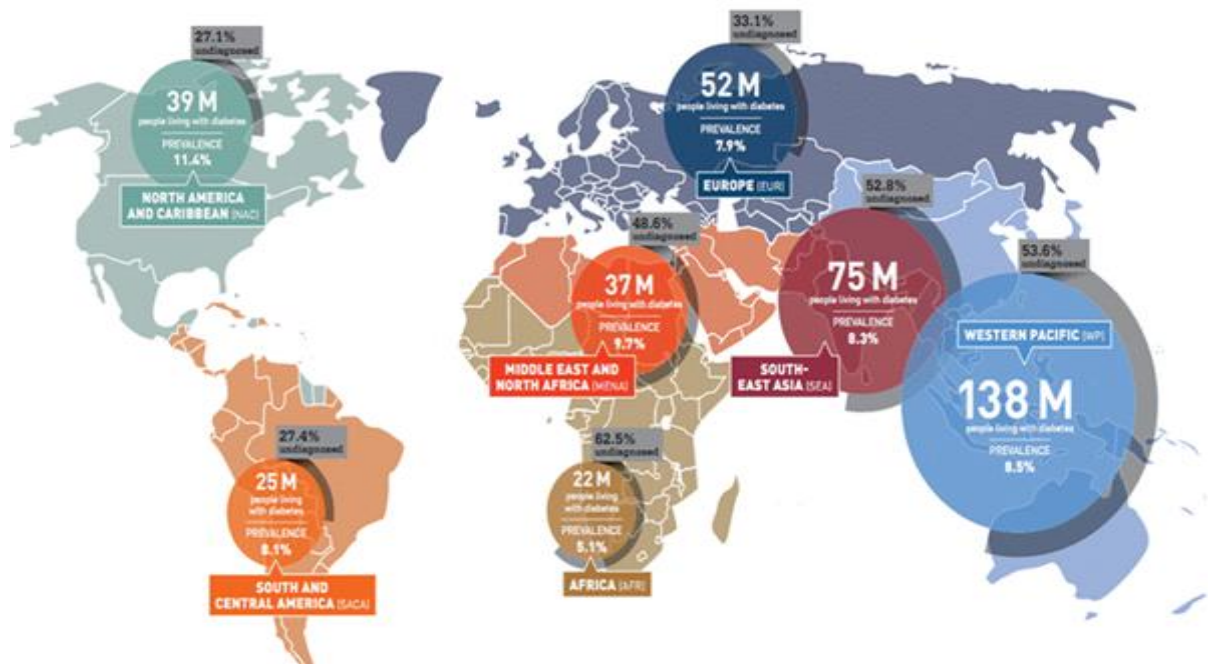 27.1%
undiagnosed
39 M
people living with diabetes
PREVALENCE
11.4%
NORTH AMERICA
AND CARIBBEAN (NAC)
33.1%
undiagnosed
52 M
people living with diabetes
PREVALENCE
7.9%
EUROPE (EUR)
48.6%
undiagnosed
37 M
people living with diabetes
PREVALENCE
9.7%
MIDDLE EAST AND
NORTH AFRICA (MENA)
52.8%
undiagnosed
75 M
people living with diabetes
PREVALENCE
8.3%
SOUTH-
EAST ASIA (SEA)
53.6%
undiagnosed
WESTERN PACIFIC (WP)
138 M
people living with diabetes
PREVALENCE
8.5%
27.4%
undiagnosed
25 M
people living
with diabetes
PREVALENCE
8.1%
SOUTH AND
CENTRAL AMERICA (SACA)
62.5%
undiagnosed
22 M
people living
with diabetes
PREVALENCE
5.1%
AFRICA (AFR)